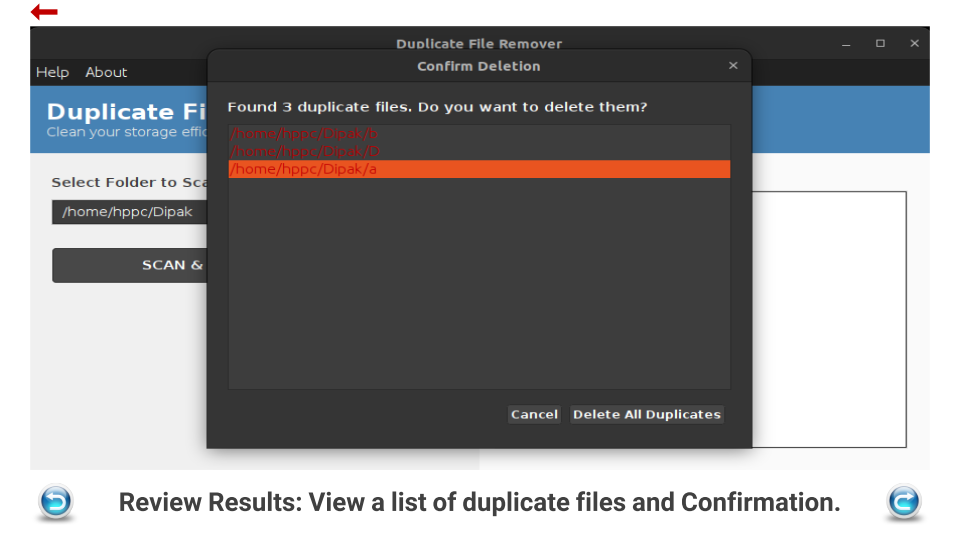 Duplicate File Remover
Confirm Deletion
Help About
Duplicate Fi
Clean your storage effic
Found 3 duplicate files. Do you want to delete them?
/home/hppc/Dipak/b
/home/hppc/Dipak/D
/home/hppc/Dipak/a
Select Folder to Sca
/home/hppc/Dipak
SCAN &
Cancel Delete All Duplicates
Review Results: View a list of duplicate files and Confirmation.